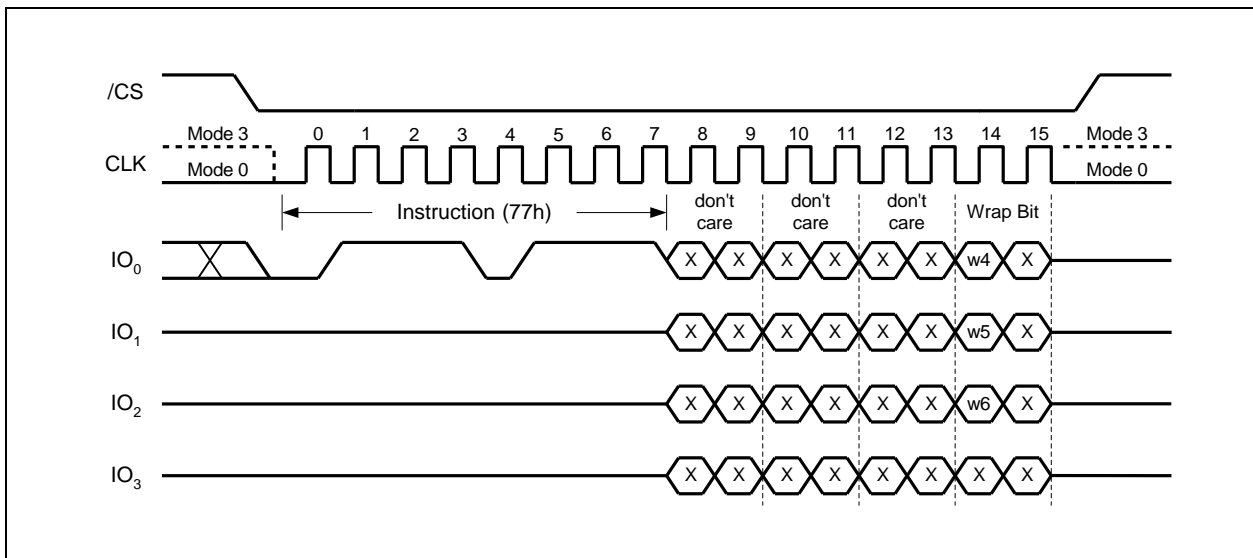 /CS
Mode 3 0 1 2 3 4 5 6 7 8 9 10 11 12 13 14 15 Mode 3
CLK Mode 0 Mode 0
Instruction (77h) don't care don't care don't care Wrap Bit
IO0 X X X X X X w4 X
IO1 X X X X X X w5 X
IO2 X X X X X X w6 X
IO3 X X X X X X X X